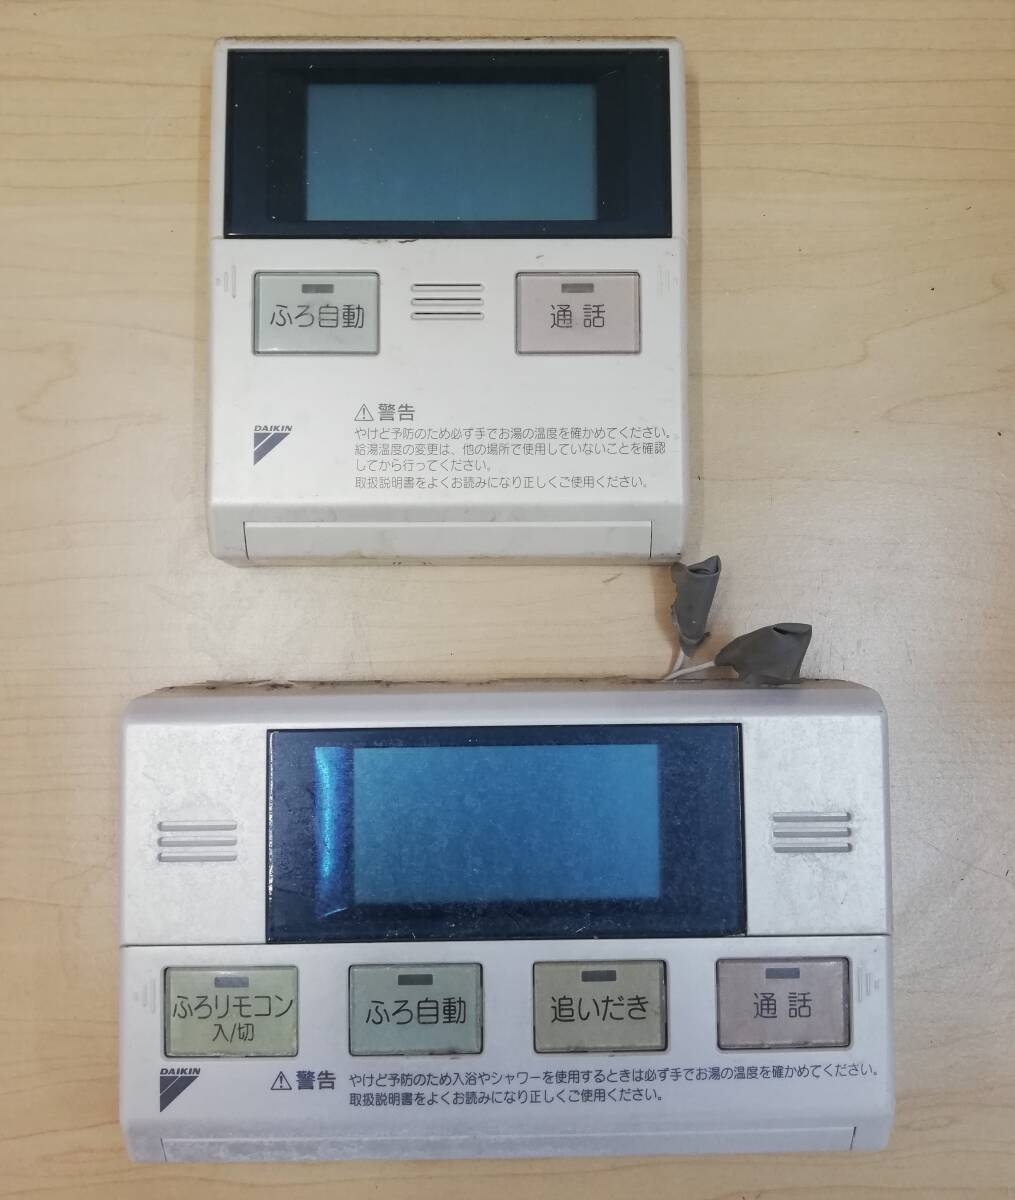 ふろ自動
通話
⚠警告
DAIKIN
やけど予防のため必ず手でお湯の温度を確かめてください。
給湯温度の変更は、他の場所で使用していないことを確認
してから行ってください。
取扱説明書をよくお読みになり正しくご使用ください。
ふろリモコン
入/切
ふろ自動
追いだき
通話
DAIKIN
⚠警告
やけど予防のため入浴やシャワーを使用するときは必ず手でお湯の温度を確かめてください。
取扱説明書をよくお読みになり正しくご使用ください。